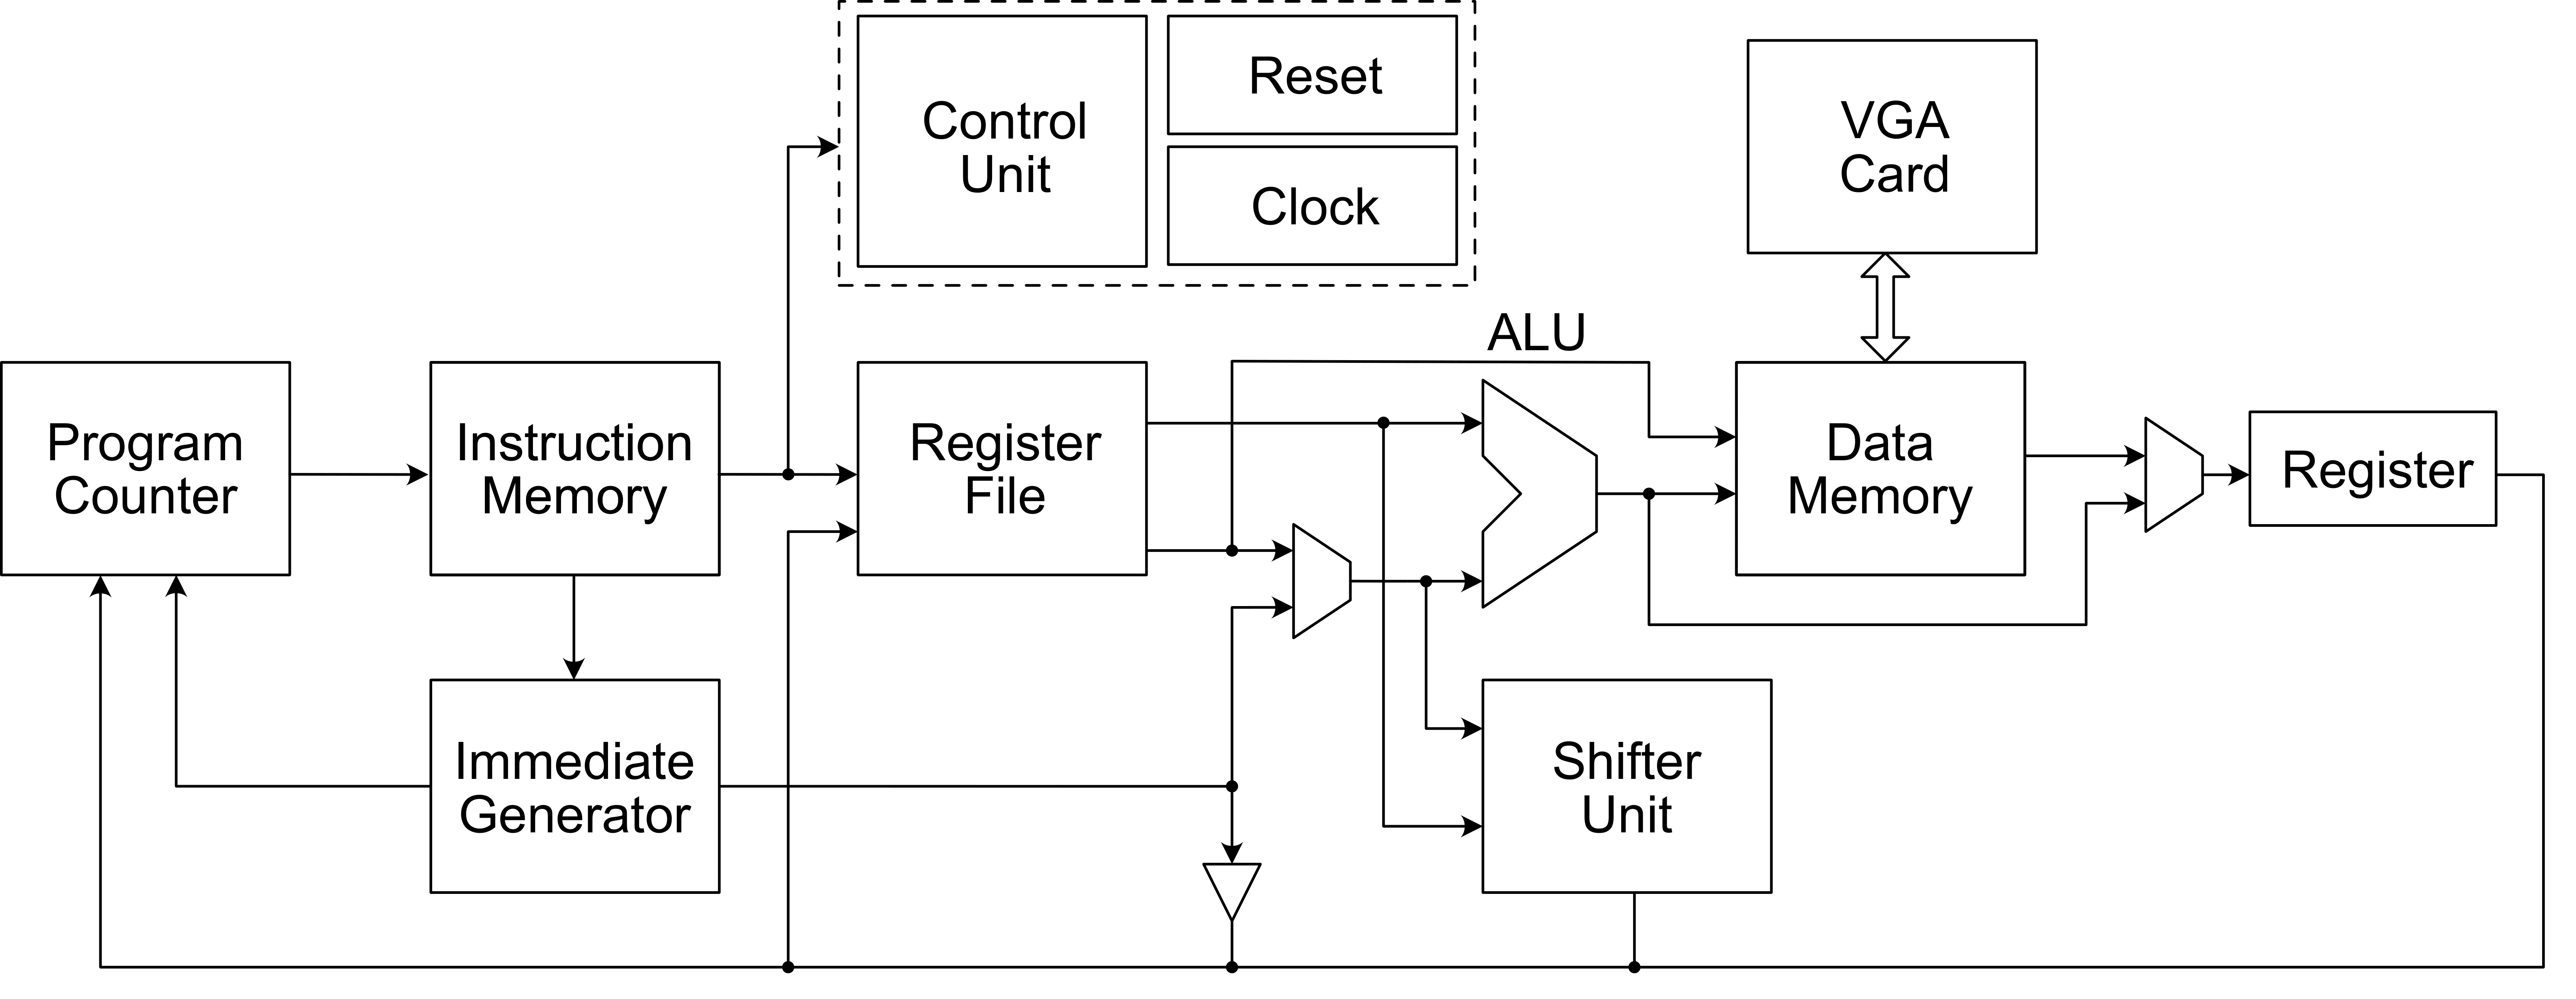 Control
Unit
Reset
Clock
VGA
Card
ALU
Program
Counter
Instruction
Memory
Register
File
Data
Memory
Register
Immediate
Generator
Shifter
Unit